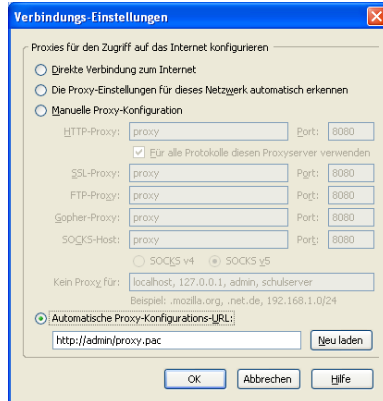 Verbindungs-Einstellungen
Proxies für den Zugriff auf das Internet konfigurieren
Direkte Verbindung zum Internet
Die Proxy-Einstellungen für dieses Netzwerk automatisch erkennen
Manuelle Proxy-Konfiguration
HTTP-Proxy: proxy Port: 8080
Für alle Protokolle diesen Proxyserver verwenden
SSL-Proxy: proxy Port: 8080
FTP-Proxy: proxy Port: 8080
Gopher-Proxy: proxy Port: 8080
SOCKS-Host: proxy Port: 8080
SOCKS v4 SOCKS v5
Kein Proxy für: localhost, 127.0.0.1, admin, schulserver
Beispiel: .mozilla.org, .net.de, 192.168.1.0/24
Automatische Proxy-Konfigurations-URL:
http://admin/proxy.pac Neu laden
OK Abbrechen Hilfe